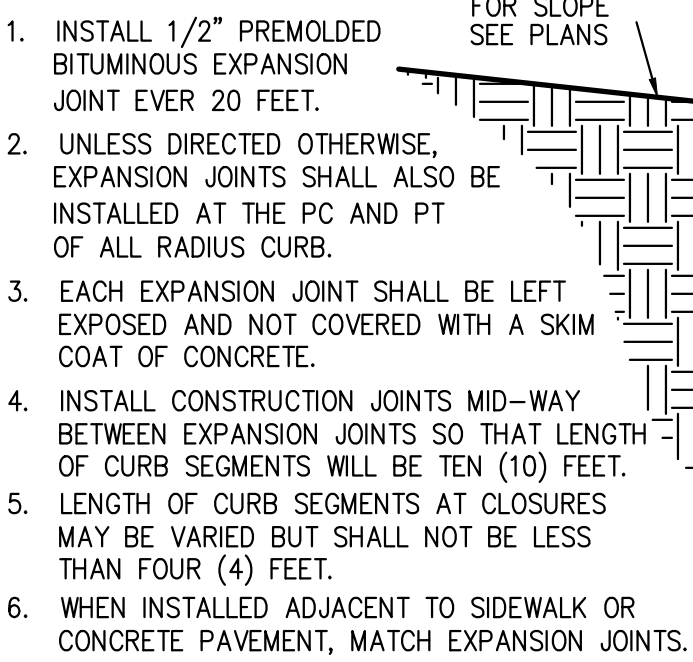 FOR SLOPE
SEE PLANS
1. INSTALL 1/2" PREMOLDED
BITUMINOUS EXPANSION
JOINT EVER 20 FEET.
2. UNLESS DIRECTED OTHERWISE,
EXPANSION JOINTS SHALL ALSO BE
INSTALLED AT THE PC AND PT
OF ALL RADIUS CURB.
3. EACH EXPANSION JOINT SHALL BE LEFT
EXPOSED AND NOT COVERED WITH A SKIM
COAT OF CONCRETE.
4. INSTALL CONSTRUCTION JOINTS MID-WAY
BETWEEN EXPANSION JOINTS SO THAT LENGTH
OF CURB SEGMENTS WILL BE TEN (10) FEET.
5. LENGTH OF CURB SEGMENTS AT CLOSURES
MAY BE VARIED BUT SHALL NOT BE LESS
THAN FOUR (4) FEET.
6. WHEN INSTALLED ADJACENT TO SIDEWALK OR
CONCRETE PAVEMENT, MATCH EXPANSION JOINTS.